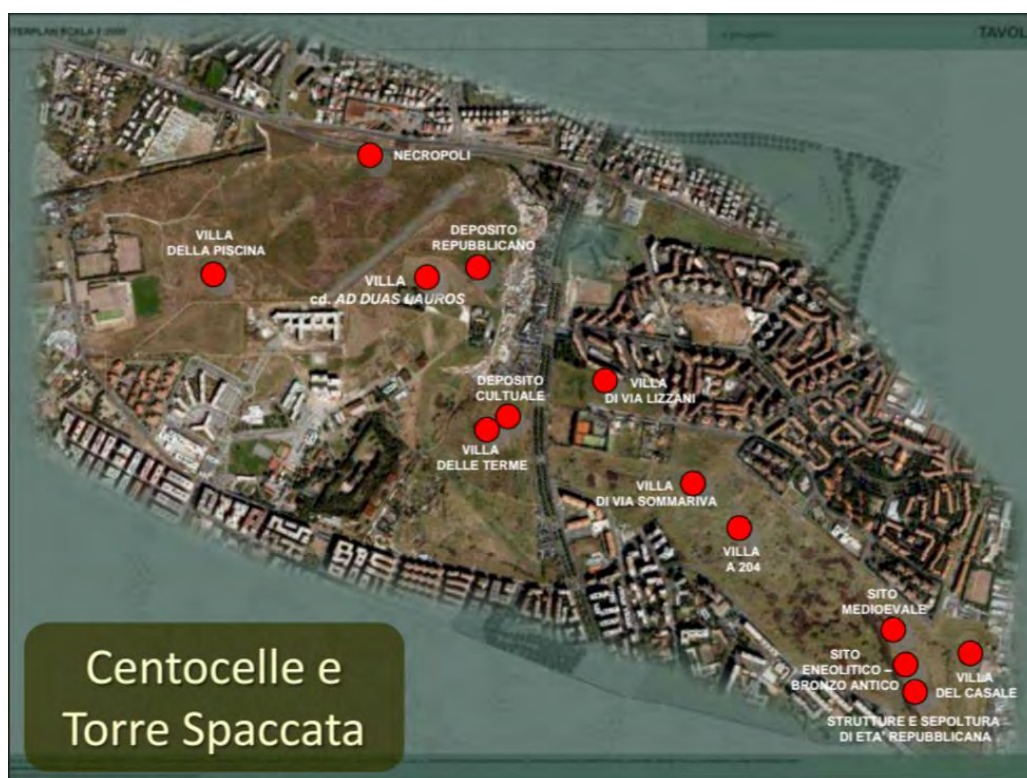 TAVOL
NECROPOLI
VILLA
DELLA PISCINA
DEPOSITO
REPUBBLICANO
VILLA
cd. AD DUAS LAUROS
DEPOSITO
CULTUALE
VILLA
DI VIA LIZZANI
VILLA
DELLE TERME
VILLA
DI VIA SOMMARIVA
VILLA
A 204
SITO
MEDIOEVALE
SITO
ENEOLITICO –
BRONZO ANTICO
VILLA
DEL CASALE
STRUTTURE E SEPOLTURA
DI ETA' REPUBBLICANA
Centocelle e
Torre Spaccata